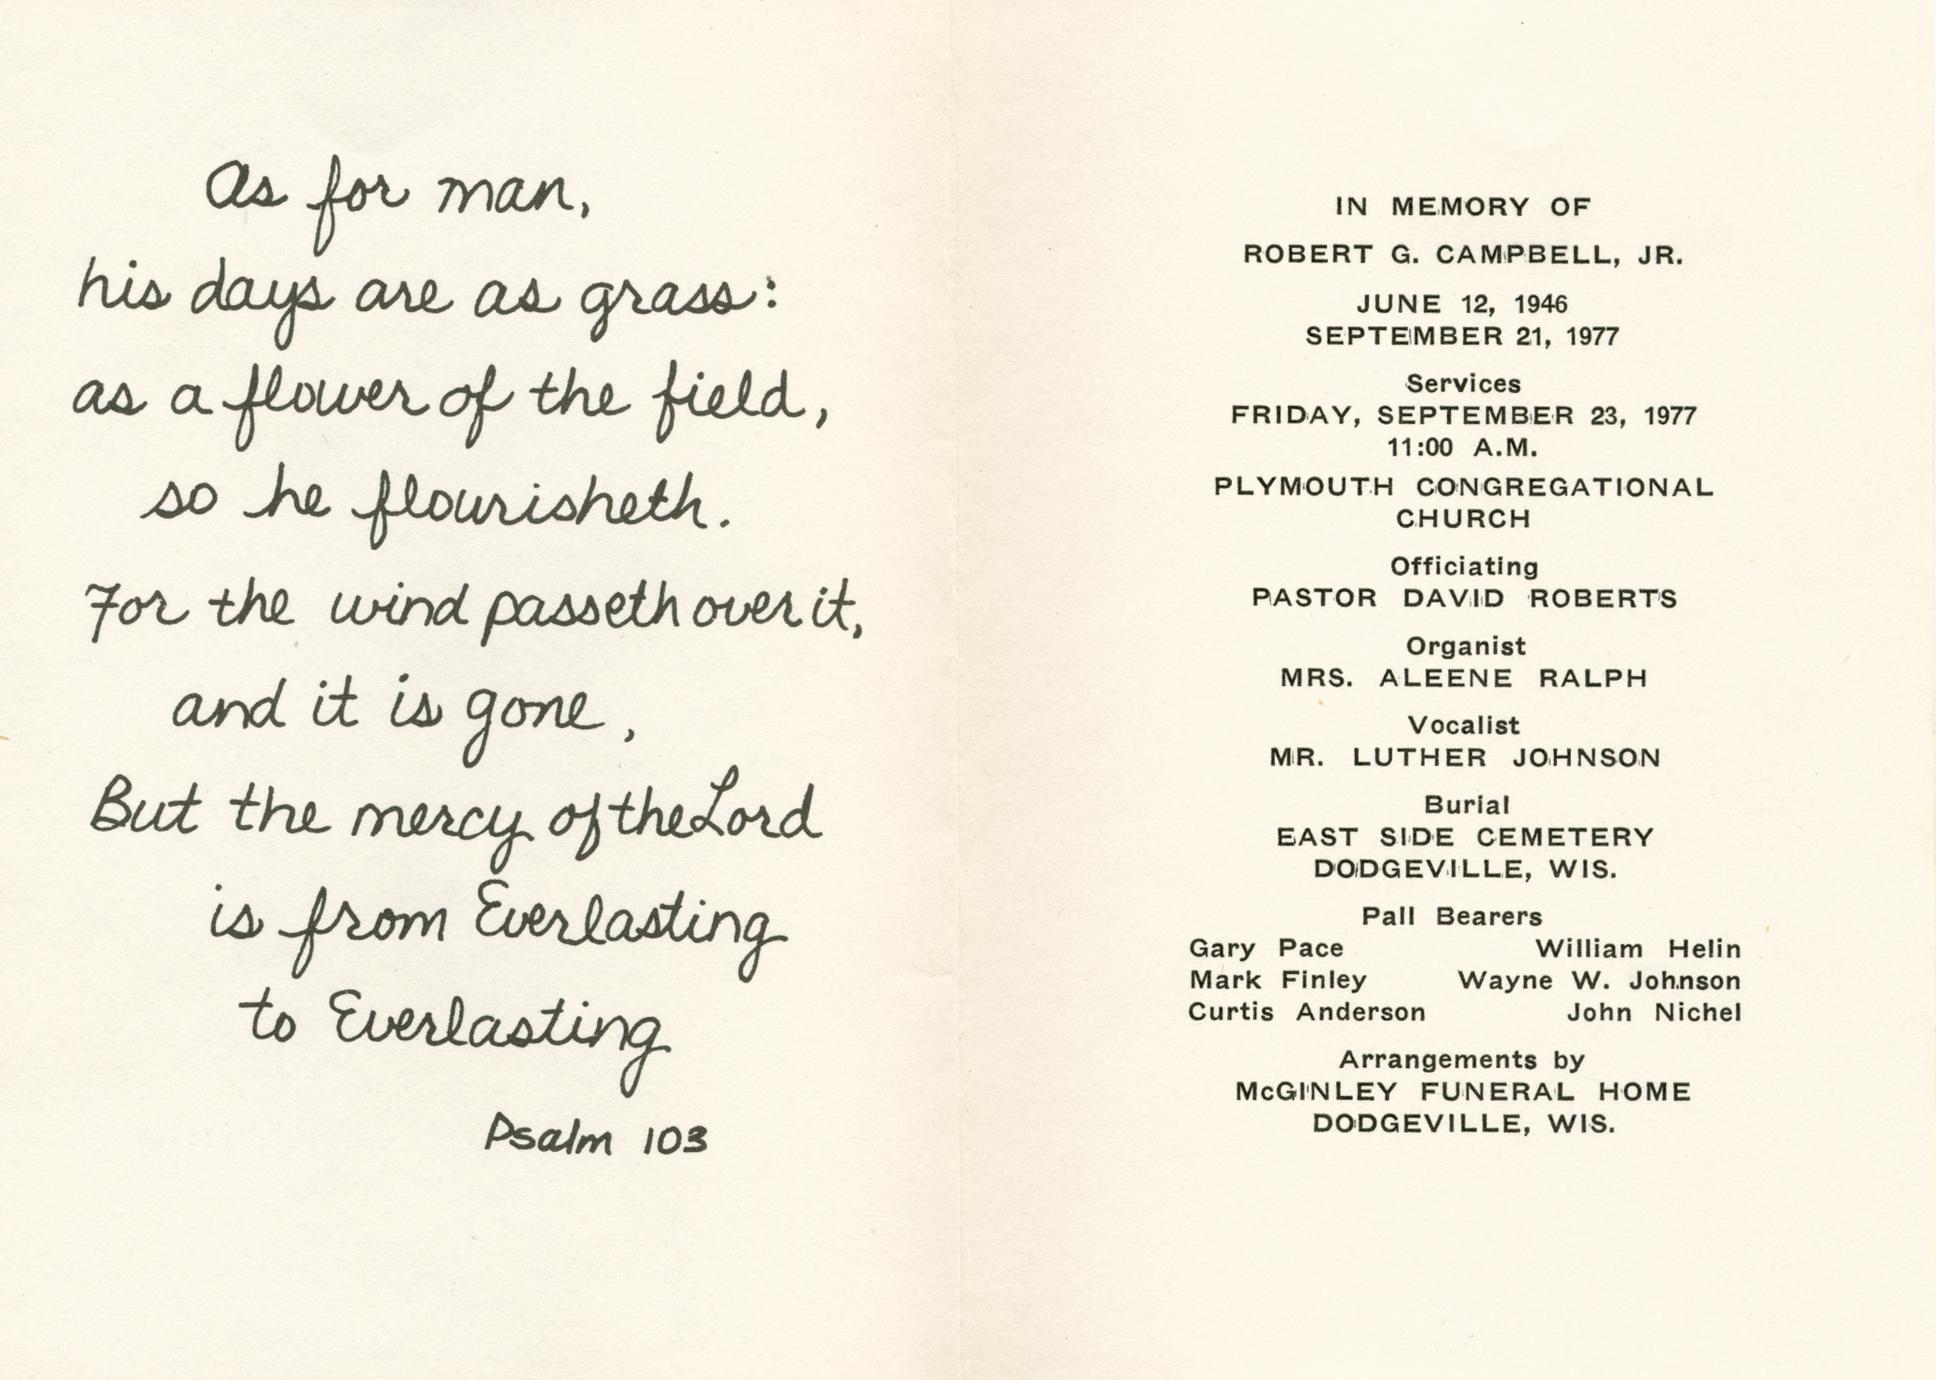 As for man,
his days are as grass:
as a flower of the field,
so he flourisheth.
For the wind passeth over it,
and it is gone,
But the mercy of the Lord
is from Everlasting
to Everlasting
Psalm 103
IN MEMORY OF
ROBERT G. CAMPBELL, JR.
JUNE 12, 1946
SEPTEMBER 21, 1977
Services
FRIDAY, SEPTEMBER 23, 1977
11:00 A.M.
PLYMOUTH CONGREGATIONAL
CHURCH
Officiating
PASTOR DAVID ROBERTS
Organist
MRS. ALEENE RALPH
Vocalist
MR. LUTHER JOHNSON
Burial
EAST SIDE CEMETERY
DODGEVILLE, WIS.
Pall Bearers
Gary Pace William Helin
Mark Finley Wayne W. Johnson
Curtis Anderson John Nichel
Arrangements by
McGINLEY FUNERAL HOME
DODGEVILLE, WIS.